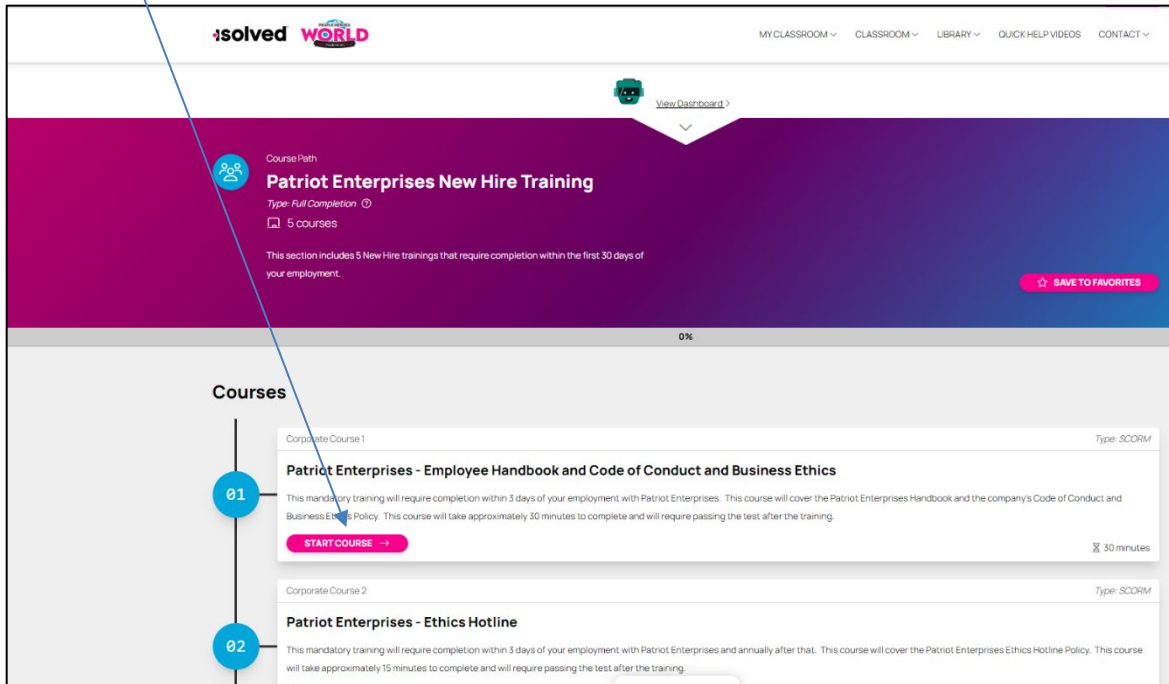 isolved PEOPLE HEROES WORLD
MY CLASSROOM CLASSROOM LIBRARY QUICK HELP VIDEOS CONTACT
View Dashboard >
Course Path
Patriot Enterprises New Hire Training
Type: Full Completion ?
5 courses
This section includes 5 New Hire trainings that require completion within the first 30 days of
your employment.
SAVE TO FAVORITES
0%
Courses
Corporate Course 1 Type: SCORM
Patriot Enterprises - Employee Handbook and Code of Conduct and Business Ethics
01
This mandatory training will require completion within 3 days of your employment with Patriot Enterprises. This course will cover the Patriot Enterprises Handbook and the company's Code of Conduct and
Business Ethics Policy. This course will take approximately 30 minutes to complete and will require passing the test after the training.
START COURSE →
30 minutes
Corporate Course 2 Type: SCORM
Patriot Enterprises - Ethics Hotline
02
This mandatory training will require completion within 3 days of your employment with Patriot Enterprises and annually after that. This course will cover the Patriot Enterprises Ethics Hotline Policy. This course
will take approximately 15 minutes to complete and will require passing the test after the training.